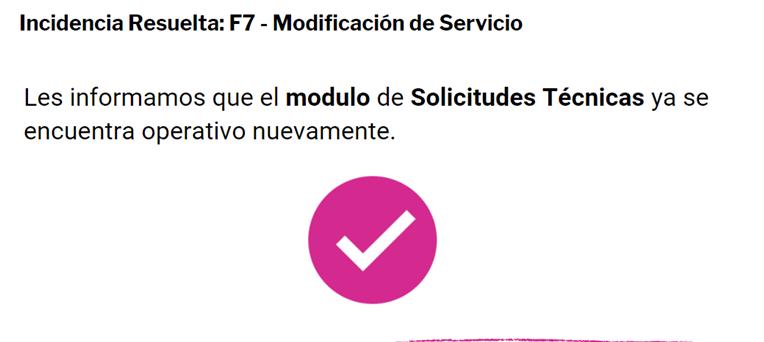 Incidencia Resuelta: F7 - Modificación de Servicio
Les informamos que el modulo de Solicitudes Técnicas ya se
encuentra operativo nuevamente.